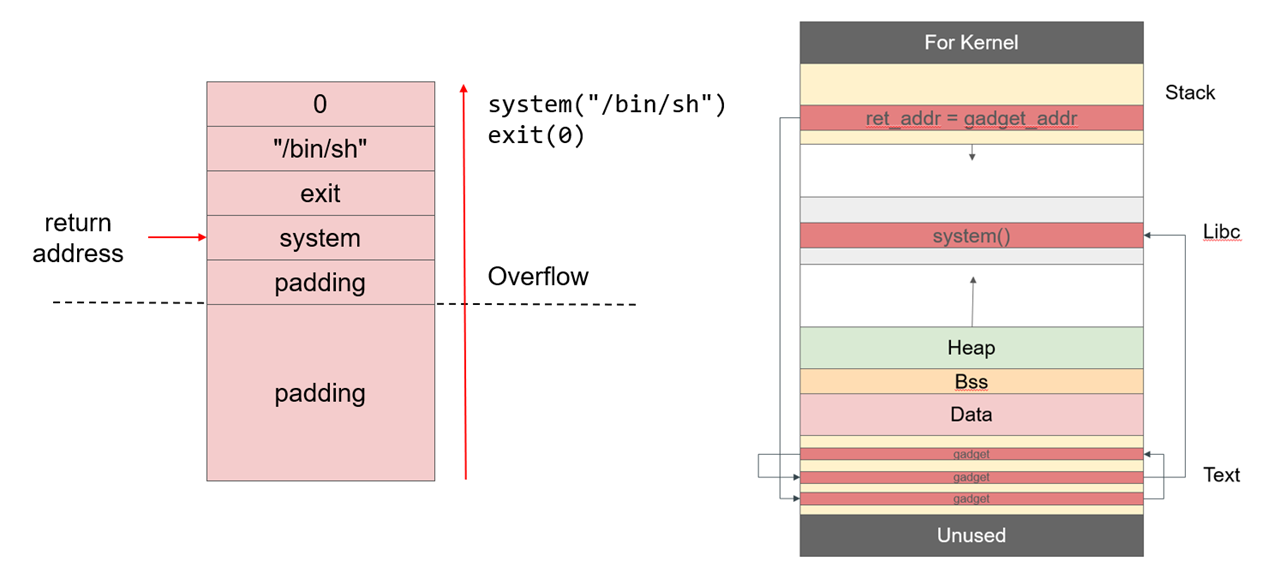 0
"/bin/sh"
exit
system
padding
padding
return
address
Overflow
system("/bin/sh")
exit(0)
For Kernel
Stack
ret_addr = gadget_addr
system()
Libc
Heap
Bss
Data
gadget
gadget
gadget
Text
Unused